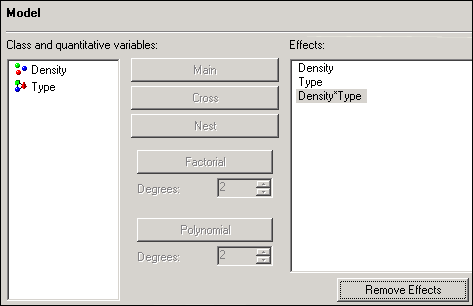 Model
Class and quantitative variables:
Effects:
Density
Type
Main
Cross
Nest
Factorial
Degrees: 2
Polynomial
Degrees: 2
Density
Type
Density*Type
Remove Effects